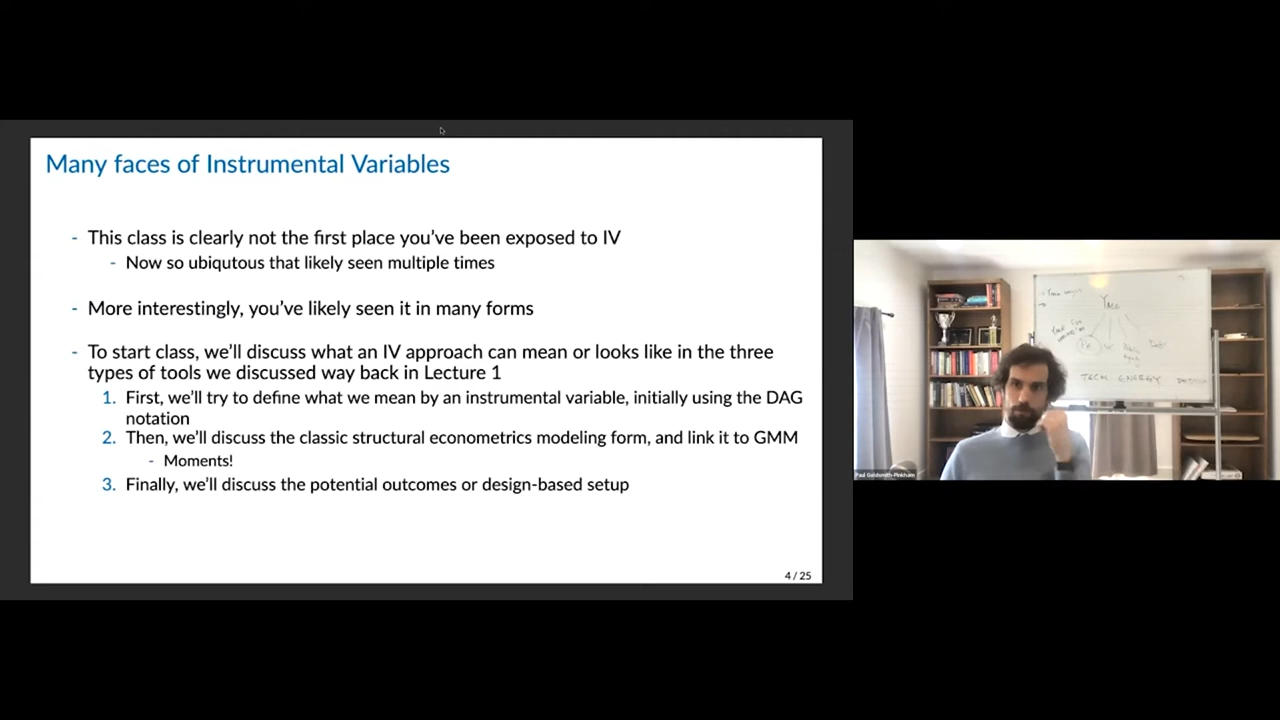 Many faces of Instrumental Variables
- This class is clearly not the first place you've been exposed to IV
- Now so ubiqutous that likely seen multiple times
- More interestingly, you've likely seen it in many forms
- To start class, we'll discuss what an IV approach can mean or looks like in the three
types of tools we discussed way back in Lecture 1
1. First, we'll try to define what we mean by an instrumental variable, initially using the DAG
notation
2. Then, we'll discuss the classic structural econometrics modeling form, and link it to GMM
- Moments!
3. Finally, we'll discuss the potential outcomes or design-based setup
4 / 25
TECH ENERGY
Paul Goldsmith-Pinkham